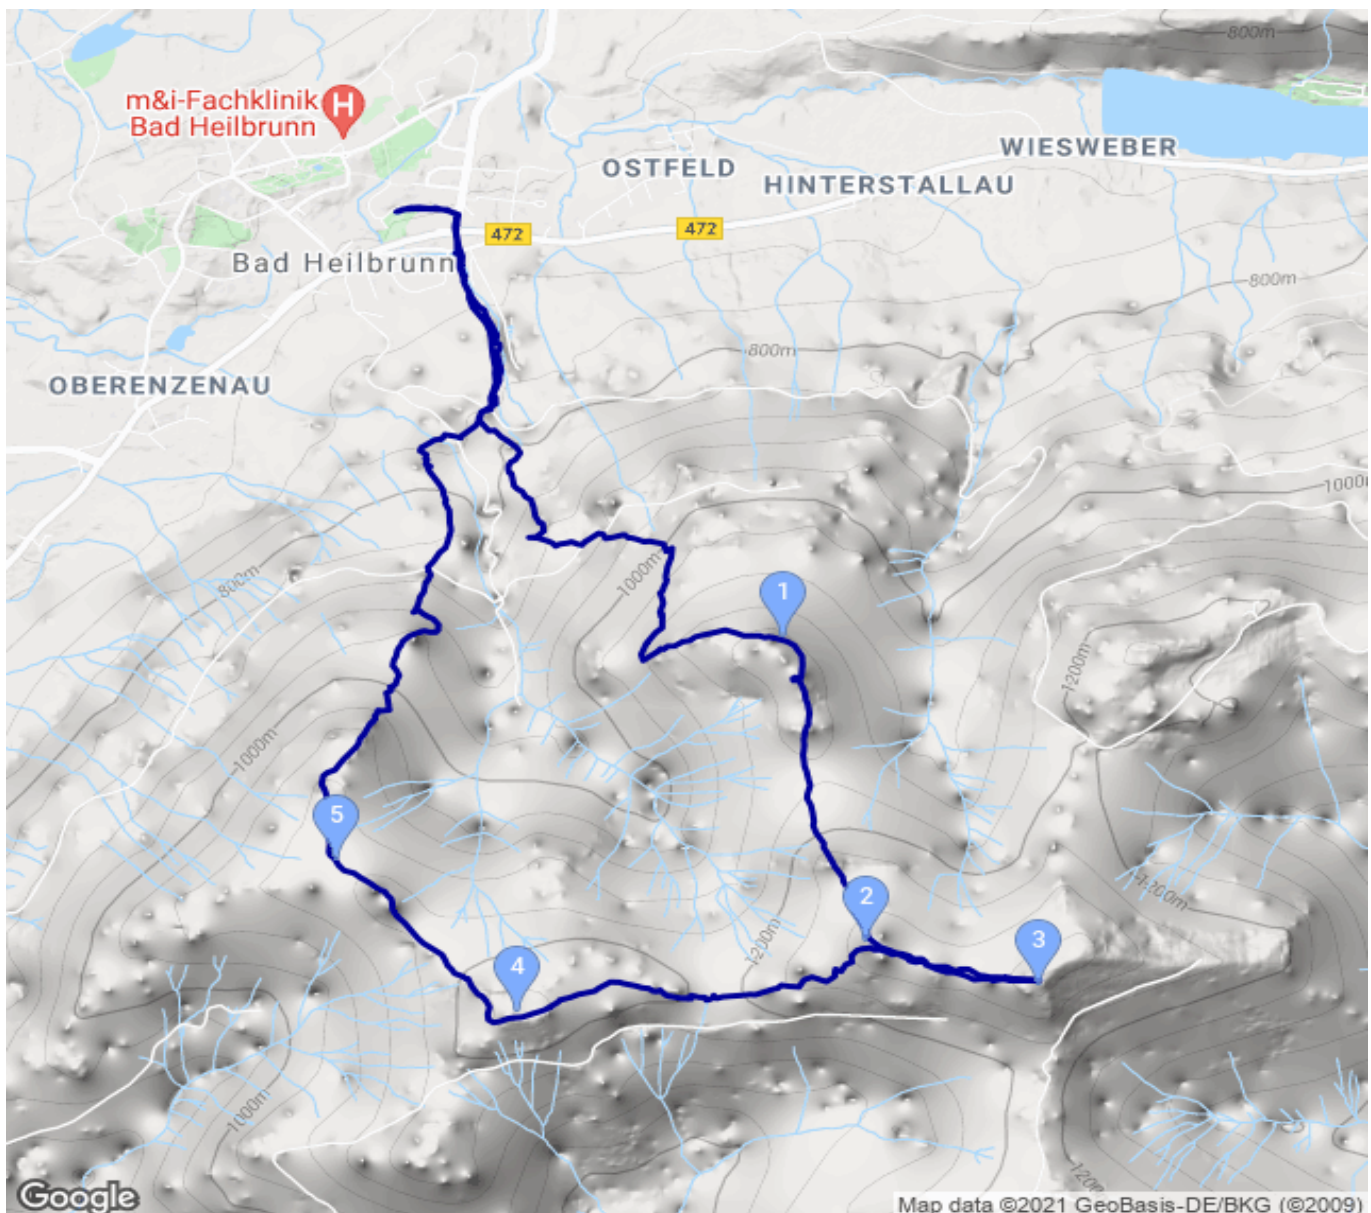 800m
m&i-Fachklinik
Bad Heilbrunn
H
OSTFELD
WIESWEBER
HINTERSTALLAU
472
472
Bad Heilbrunn
800m
800m
OBERENZENAU
1000m
800m
1000m
1
1200m
1000m
5
2
1200m
3
1200m
4
1000m
1200m
Google
Map data ©2021 GeoBasis-DE/BKG (©2009)